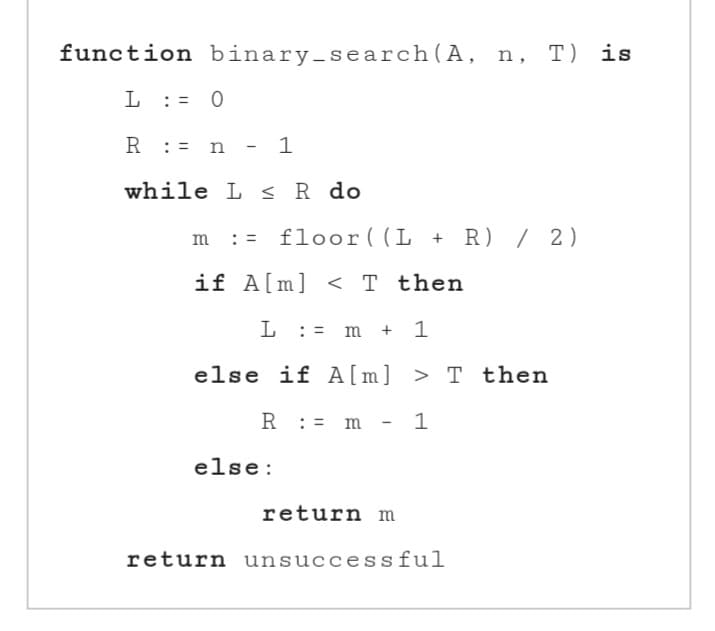 function binary_search(A, n, T) is
L := 0
R := n - 1
while L ≤ R do
m := floor((L + R) / 2)
if A[m] < T then
L := m + 1
else if A[m] > T then
R := m - 1
else:
return m
return unsuccessful